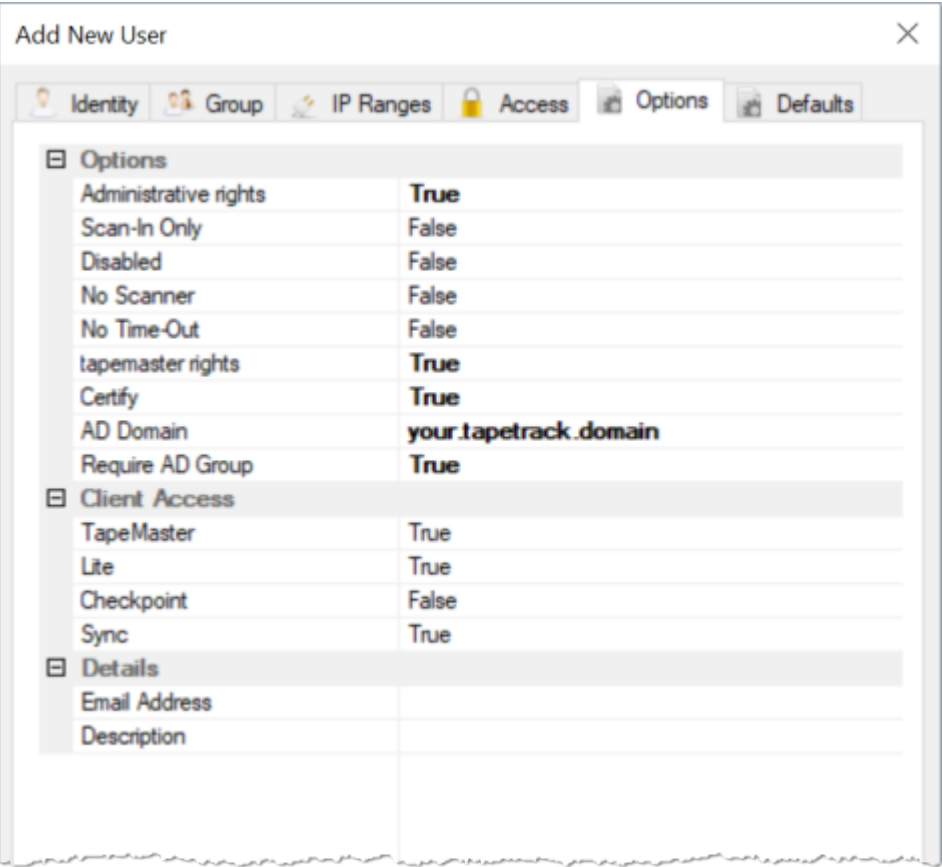 Add New User
Identity Group IP Ranges Access Options Defaults
Options
Administrative rights True
Scan-In Only False
Disabled False
No Scanner False
No Time-Out False
tapemaster rights True
Certify True
AD Domain your.tapetrack.domain
Require AD Group True
Client Access
TapeMaster True
Lite True
Checkpoint False
Sync True
Details
Email Address
Description